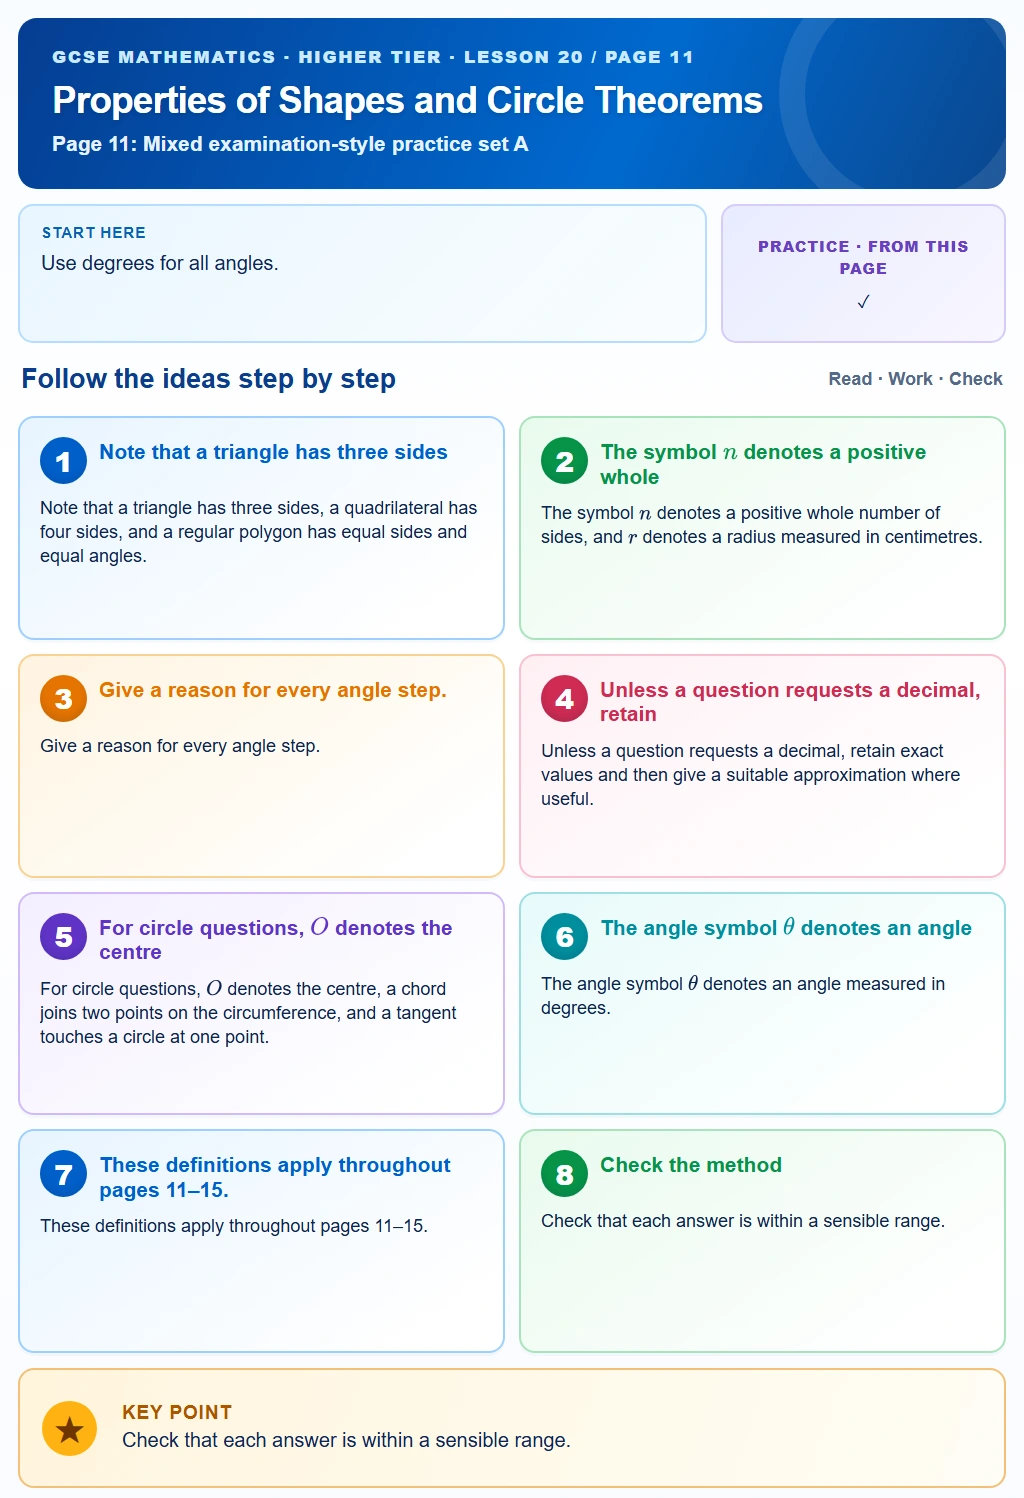 GCSE MATHEMATICS · HIGHER TIER · LESSON 20 / PAGE 11
Properties of Shapes and Circle Theorems
Page 11: Mixed examination-style practice set A
START HERE
Use degrees for all angles.
PRACTICE · FROM THIS
PAGE
✓
Follow the ideas step by step
Read · Work · Check
1
Note that a triangle has three sides
Note that a triangle has three sides, a quadrilateral has
four sides, and a regular polygon has equal sides and
equal angles.
2
The symbol n denotes a positive
whole
The symbol n denotes a positive whole number of
sides, and r denotes a radius measured in centimetres.
3
Give a reason for every angle step.
Give a reason for every angle step.
4
Unless a question requests a decimal,
retain
Unless a question requests a decimal, retain exact
values and then give a suitable approximation where
useful.
5
For circle questions, O denotes the
centre
For circle questions, O denotes the centre, a chord
joins two points on the circumference, and a tangent
touches a circle at one point.
6
The angle symbol θ denotes an angle
The angle symbol θ denotes an angle measured in
degrees.
7
These definitions apply throughout
pages 11–15.
These definitions apply throughout pages 11–15.
8
Check the method
Check that each answer is within a sensible range.
★
KEY POINT
Check that each answer is within a sensible range.